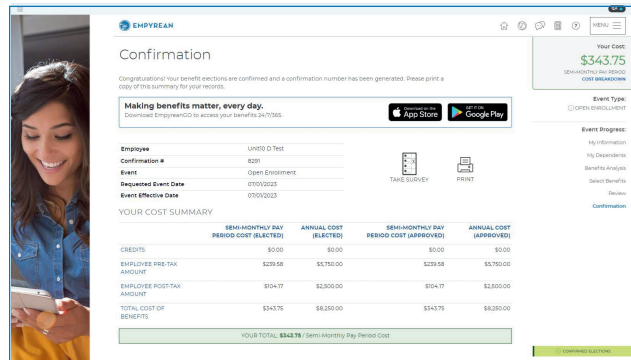 EMPYREAN
MENU
Confirmation
Congratulations! Your benefit elections are confirmed and a confirmation number has been generated. Please print a
copy of this summary for your records.
Making benefits matter, every day.
Download EmpyreanGO to access your benefits 24/7/365.
Download on the
App Store
GET IT ON
Google Play
Employee Unit10 D Test
Confirmation # 8291
Event Open Enrollment
Requested Event Date 07/01/2023
Event Effective Date 07/01/2023
TAKE SURVEY
PRINT
YOUR COST SUMMARY
SEMI-MONTHLY PAY ANNUAL COST SEMI-MONTHLY PAY ANNUAL COST
PERIOD COST (ELECTED) (ELECTED) PERIOD COST (APPROVED) (APPROVED)
CREDITS $0.00 $0.00 $0.00 $0.00
EMPLOYEE PRE-TAX $239.58 $5,750.00 $239.58 $5,750.00
AMOUNT
EMPLOYEE POST-TAX $104.17 $2,500.00 $104.17 $2,500.00
AMOUNT
TOTAL COST OF $343.75 $8,250.00 $343.75 $8,250.00
BENEFITS
YOUR TOTAL: $343.75 / Semi-Monthly Pay Period Cost
Your Cost:
$343.75
SEMI-MONTHLY PAY PERIOD
COST BREAKDOWN
Event Type:
OPEN ENROLLMENT
Event Progress:
My Information
My Dependents
Benefits Analysis
Select Benefits
Review
Confirmation
CONFIRMED ELECTIONS